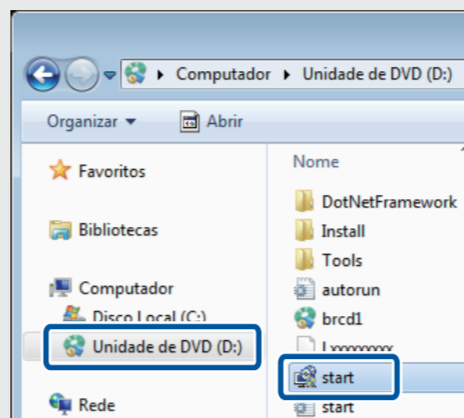 Computador Unidade de DVD (D:)
Organizar Abrir
Favoritos
Bibliotecas
Computador
Disco Local (C:)
Unidade de DVD (D:)
Rede
Nome
DotNetFramework
Install
Tools
autorun
brcd1
Lxxxxxxxx
start
start